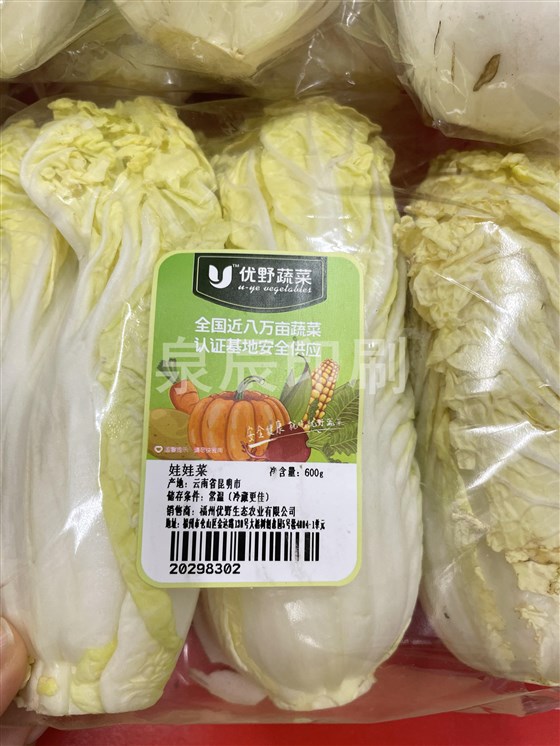 优野蔬菜
u-ye vegetables
全国近八万亩蔬菜
认证基地安全供应
泉辰印刷
娃娃菜
净含量:600g
产地:云南省昆明市
储存条件:常温(冷藏更佳)
销售商:福州优野生态农业有限公司
20298302